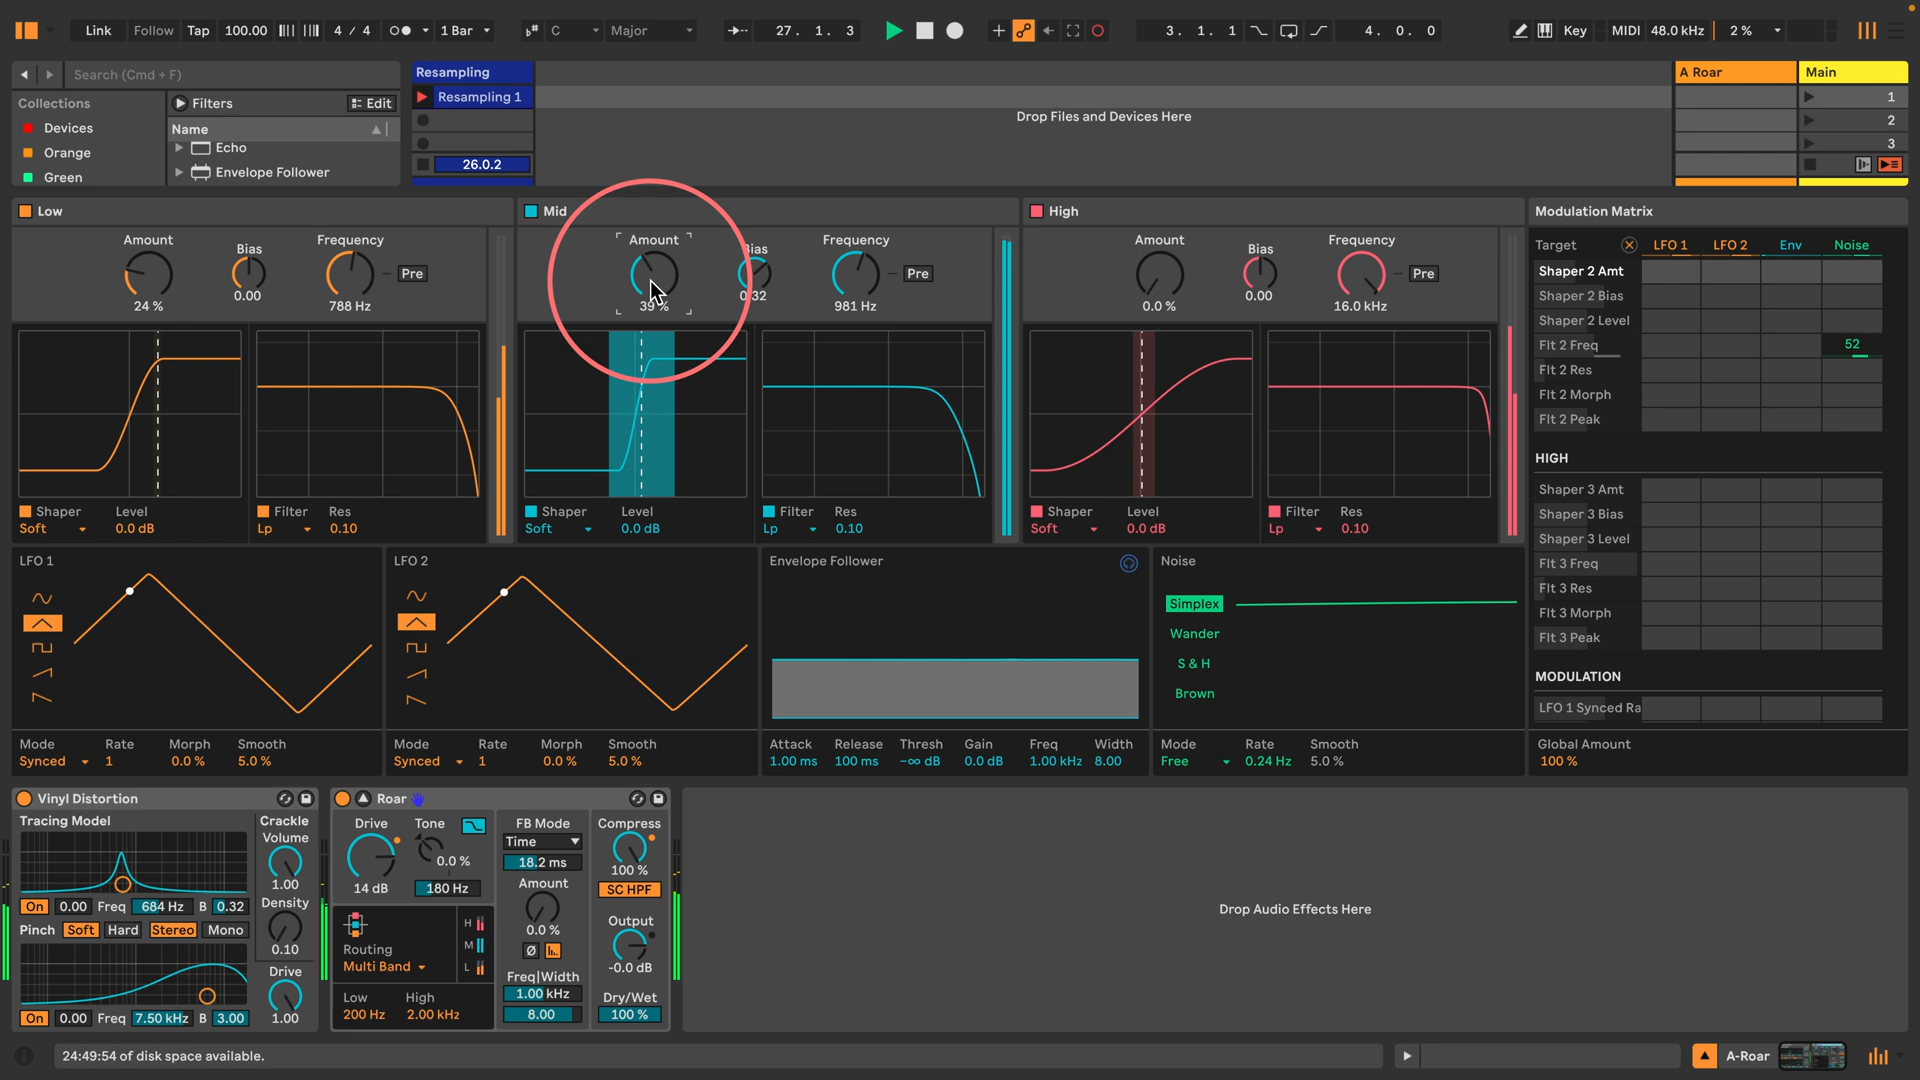 Link Follow Tap 100.00 4 / 4 1 Bar C Major 27. 1. 3 3. 1. 1 4. 0. 0 Key MIDI 48.0 kHz 2 %
Search (Cmd + F)
Collections
Devices
Orange
Green
Filters Edit
Name
Echo
Envelope Follower
Resampling
Resampling 1
26.0.2
Drop Files and Devices Here
A Roar
Main
1
2
3
Low
Amount Bias Frequency
24 % 0.00 788 Hz Pre
Shaper Level Filter Res
Soft 0.0 dB Lp 0.10
Mid
Amount Bias Frequency
39 % 0.32 981 Hz Pre
Shaper Level Filter Res
Soft 0.0 dB Lp 0.10
High
Amount Bias Frequency
0.0 % 0.00 16.0 kHz Pre
Shaper Level Filter Res
Soft 0.0 dB Lp 0.10
Modulation Matrix
Target LFO 1 LFO 2 Env Noise
Shaper 2 Amt
Shaper 2 Bias
Shaper 2 Level
Flt 2 Freq 52
Flt 2 Res
Flt 2 Morph
Flt 2 Peak
HIGH
Shaper 3 Amt
Shaper 3 Bias
Shaper 3 Level
Flt 3 Freq
Flt 3 Res
Flt 3 Morph
Flt 3 Peak
MODULATION
LFO 1 Synced Ra
Global Amount
100 %
LFO 1
Mode Rate Morph Smooth
Synced 1 0.0 % 5.0 %
LFO 2
Mode Rate Morph Smooth
Synced 1 0.0 % 5.0 %
Envelope Follower
Attack Release Thresh Gain Freq Width
1.00 ms 100 ms -∞ dB 0.0 dB 1.00 kHz 8.00
Noise
Simplex
Wander
S & H
Brown
Mode Rate Smooth
Free 0.24 Hz 5.0 %
Vinyl Distortion
Tracing Model
On 0.00 Freq 684 Hz B 0.32
Pinch Soft Hard Stereo Mono
On 0.00 Freq 7.50 kHz B 3.00
Crackle
Volume
1.00
Density
0.10
Drive
1.00
Roar
Drive Tone
14 dB 0.0 %
180 Hz
Routing
Multi Band
H
M
L
Low High
200 Hz 2.00 kHz
FB Mode
Time
18.2 ms
Amount
0.0 %
Ø
Freq|Width
1.00 kHz
8.00
Compress
100 %
SC HPF
Output
-0.0 dB
Dry/Wet
100 %
Drop Audio Effects Here
24:49:54 of disk space available.
A-Roar